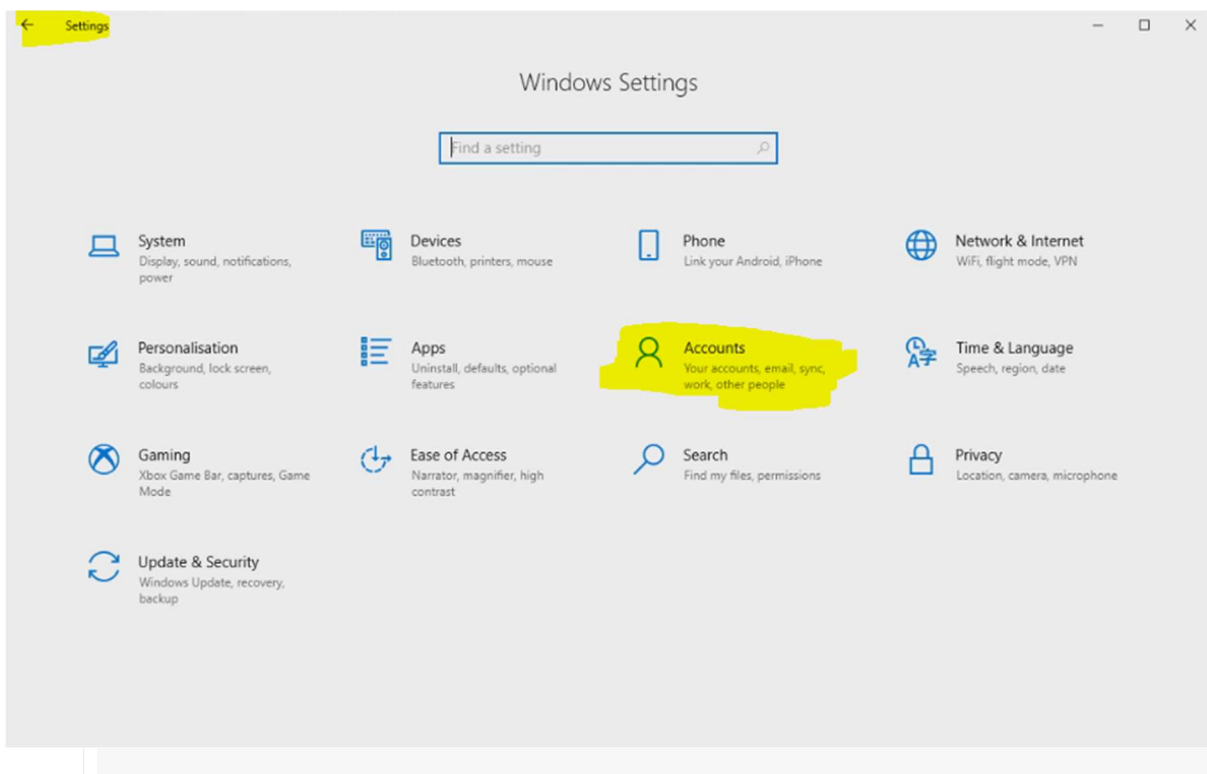 Settings
Windows Settings
Find a setting
System
Display, sound, notifications,
power
Devices
Bluetooth, printers, mouse
Phone
Link your Android, iPhone
Network & Internet
WiFi, flight mode, VPN
Personalisation
Background, lock screen,
colours
Apps
Uninstall, defaults, optional
features
Accounts
Your accounts, email, sync,
work, other people
Time & Language
Speech, region, date
Gaming
Xbox Game Bar, captures, Game
Mode
Ease of Access
Narrator, magnifier, high
contrast
Search
Find my files, permissions
Privacy
Location, camera, microphone
Update & Security
Windows Update, recovery,
backup